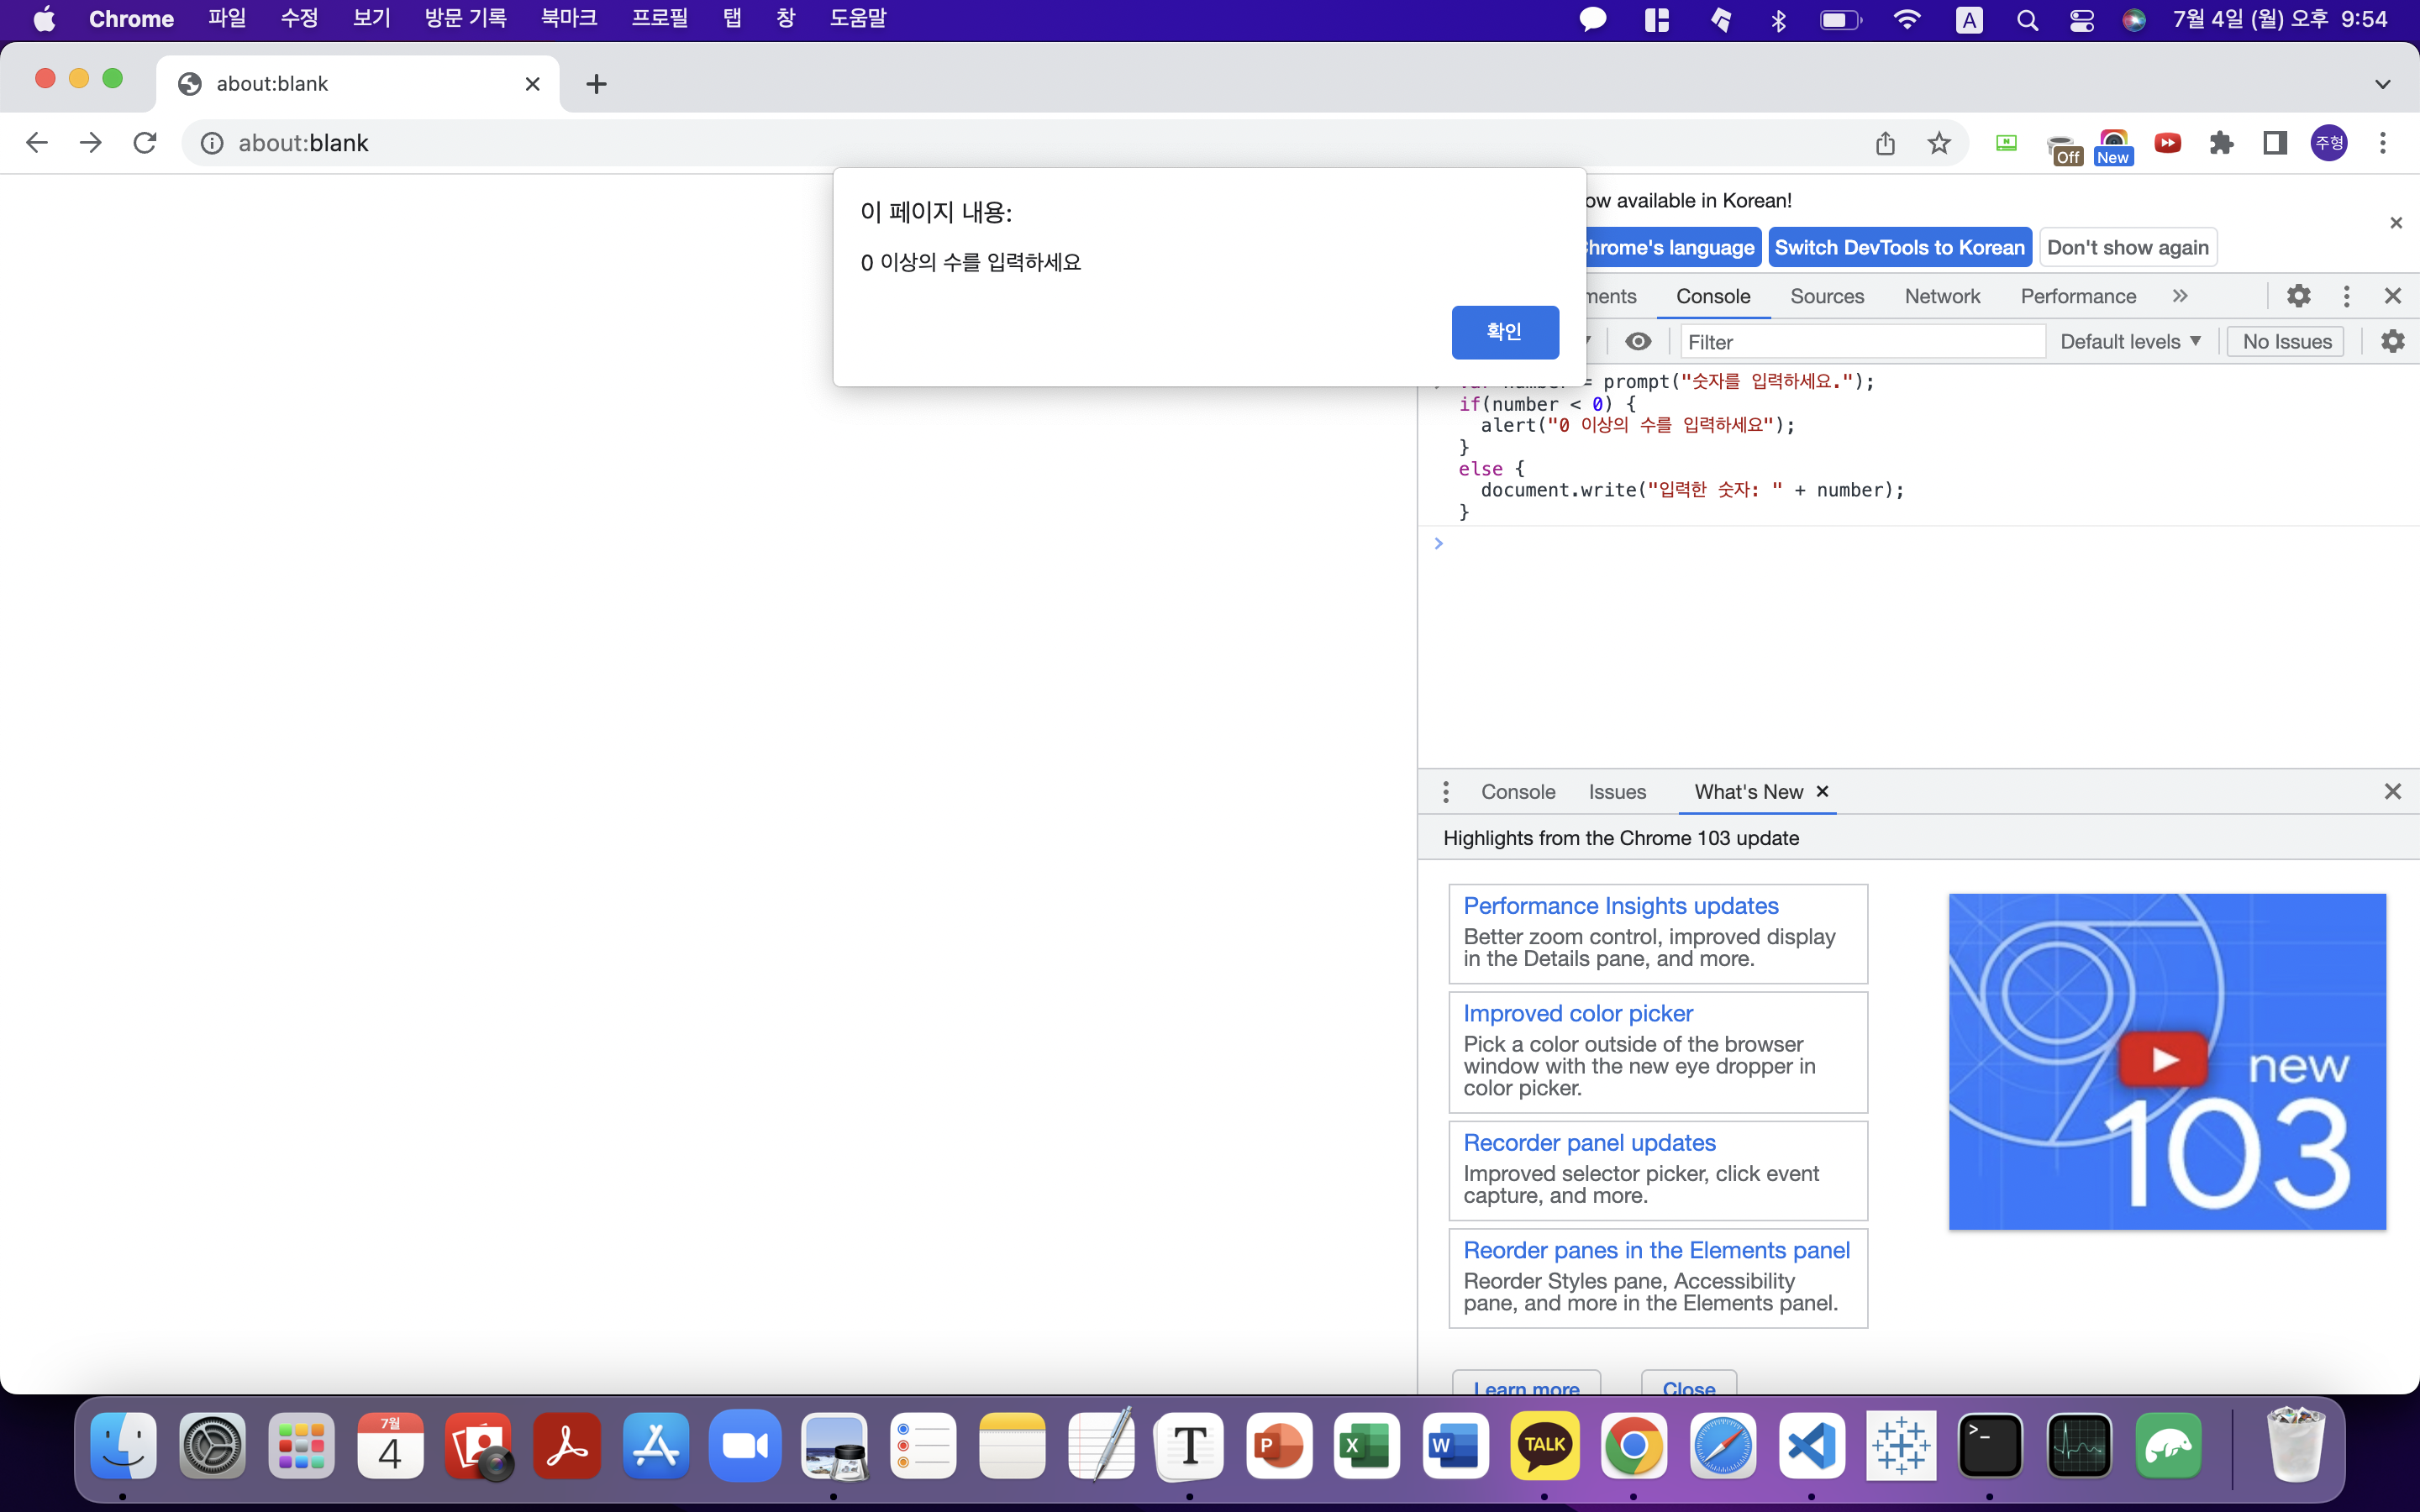 Chrome 파일 수정 보기 방문 기록 북마크 프로필 탭 창 도움말 A 7월 4일 (월) 오후 9:54
about:blank
about:blank
Off New 주형
이 페이지 내용:
0 이상의 수를 입력하세요
확인
ow available in Korean!
hrome's language Switch DevTools to Korean Don't show again
ments Console Sources Network Performance
Filter Default levels ▼ No Issues
= prompt("숫자를 입력하세요.");
if(number < 0) {
alert("0 이상의 수를 입력하세요");
}
else {
document.write("입력한 숫자: " + number);
}
>
Console Issues What's New
Highlights from the Chrome 103 update
Performance Insights updates
Better zoom control, improved display
in the Details pane, and more.
Improved color picker
Pick a color outside of the browser
window with the new eye dropper in
color picker.
Recorder panel updates
Improved selector picker, click event
capture, and more.
Reorder panes in the Elements panel
Reorder Styles pane, Accessibility
pane, and more in the Elements panel.
new
103
Learn more Close
7월
4
T P X W TALK >_